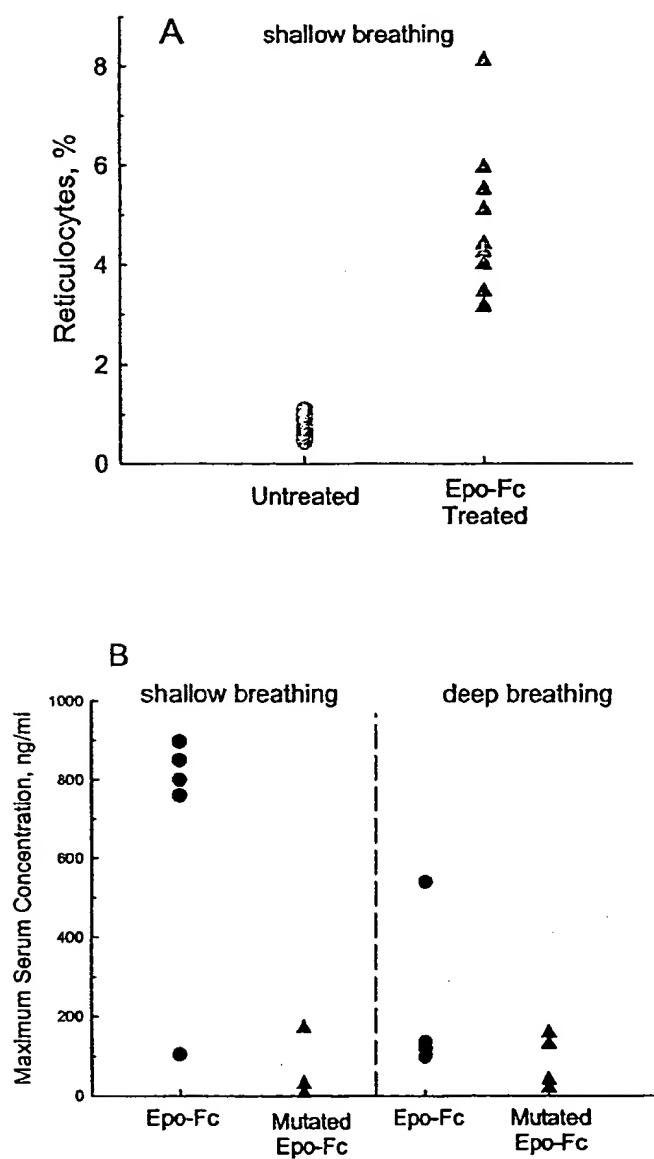 A
shallow breathing
Reticulocytes, %
8
6
4
2
0
Untreated
Epo-Fc
Treated
B
shallow breathing
deep breathing
Maximum Serum Concentration, ng/ml
1000
800
600
400
200
0
Epo-Fc
Mutated
Epo-Fc
Epo-Fc
Mutated
Epo-Fc